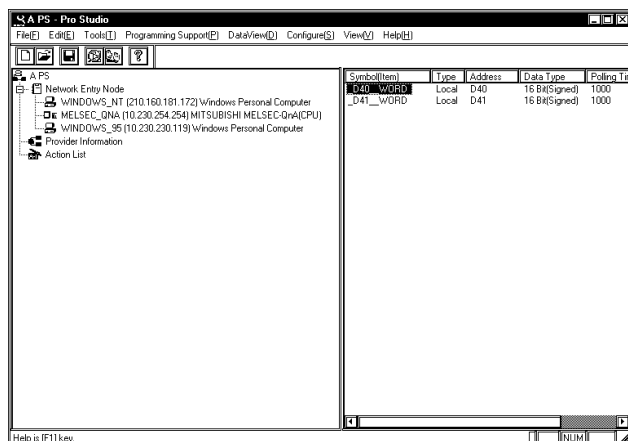 A PS - Pro Studio
File(F) Edit(E) Tools(T) Programming Support(P) DataView(D) Configure(S) View(V) Help(H)
A PS
Network Entry Node
WINDOWS_NT (210.160.181.172) Windows Personal Computer
MELSEC_QNA (10.230.254.254) MITSUBISHI MELSEC-QnA(CPU)
WINDOWS_95 (10.230.230.119) Windows Personal Computer
Provider Information
Action List
Symbol(Item) Type Address Data Type Polling Ti
_D40__WORD Local D40 16 Bit(Signed) 1000
_D41__WORD Local D41 16 Bit(Signed) 1000
Help is [F1] key. NUM